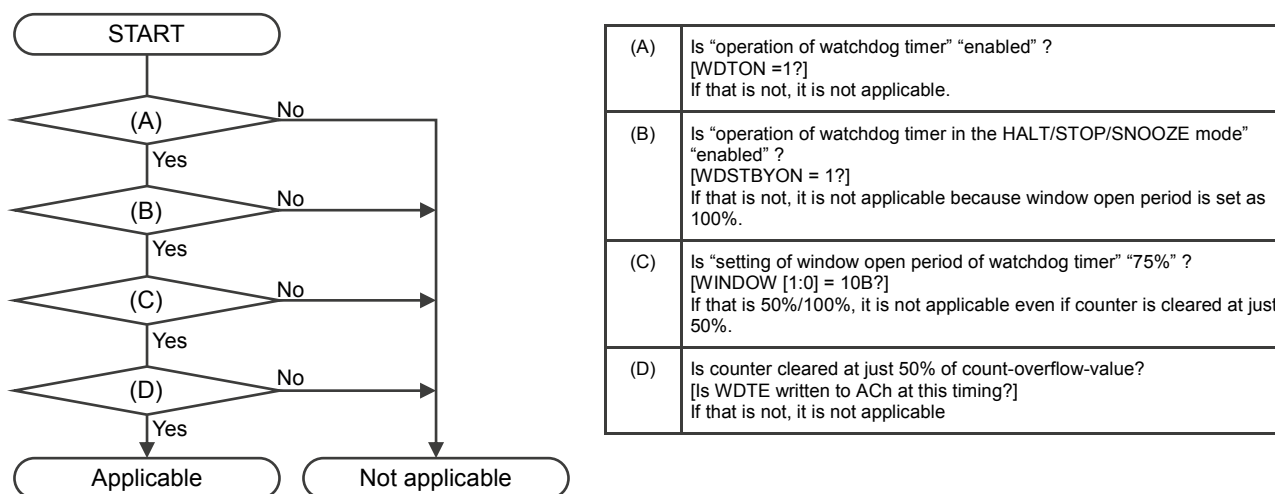 START
(A)
No
Yes
(B)
No
Yes
(C)
No
Yes
(D)
No
Yes
Applicable
Not applicable
(A)
Is “operation of watchdog timer” “enabled” ?
[WDTON =1?]
If that is not, it is not applicable.
(B)
Is “operation of watchdog timer in the HALT/STOP/SNOOZE mode”
“enabled” ?
[WDSTBYON = 1?]
If that is not, it is not applicable because window open period is set as
100%.
(C)
Is “setting of window open period of watchdog timer” “75%” ?
[WINDOW [1:0] = 10B?]
If that is 50%/100%, it is not applicable even if counter is cleared at just
50%.
(D)
Is counter cleared at just 50% of count-overflow-value?
[Is WDTE written to ACh at this timing?]
If that is not, it is not applicable